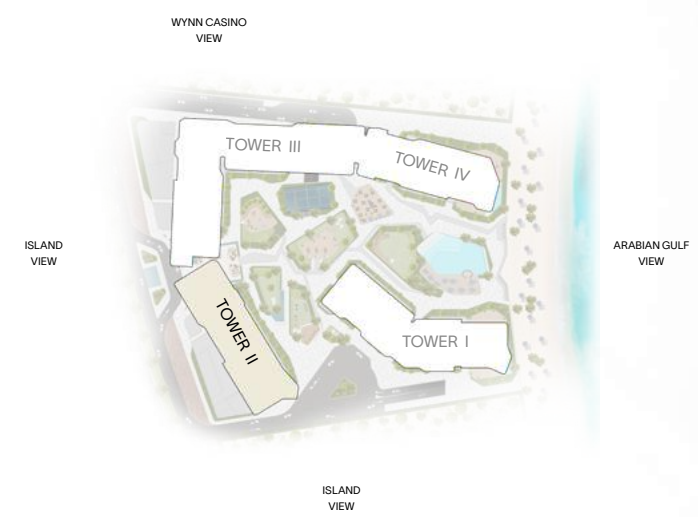 WYNN CASINO
VIEW
TOWER III
TOWER IV
ISLAND
VIEW
ARABIAN GULF
VIEW
TOWER II
TOWER I
ISLAND
VIEW